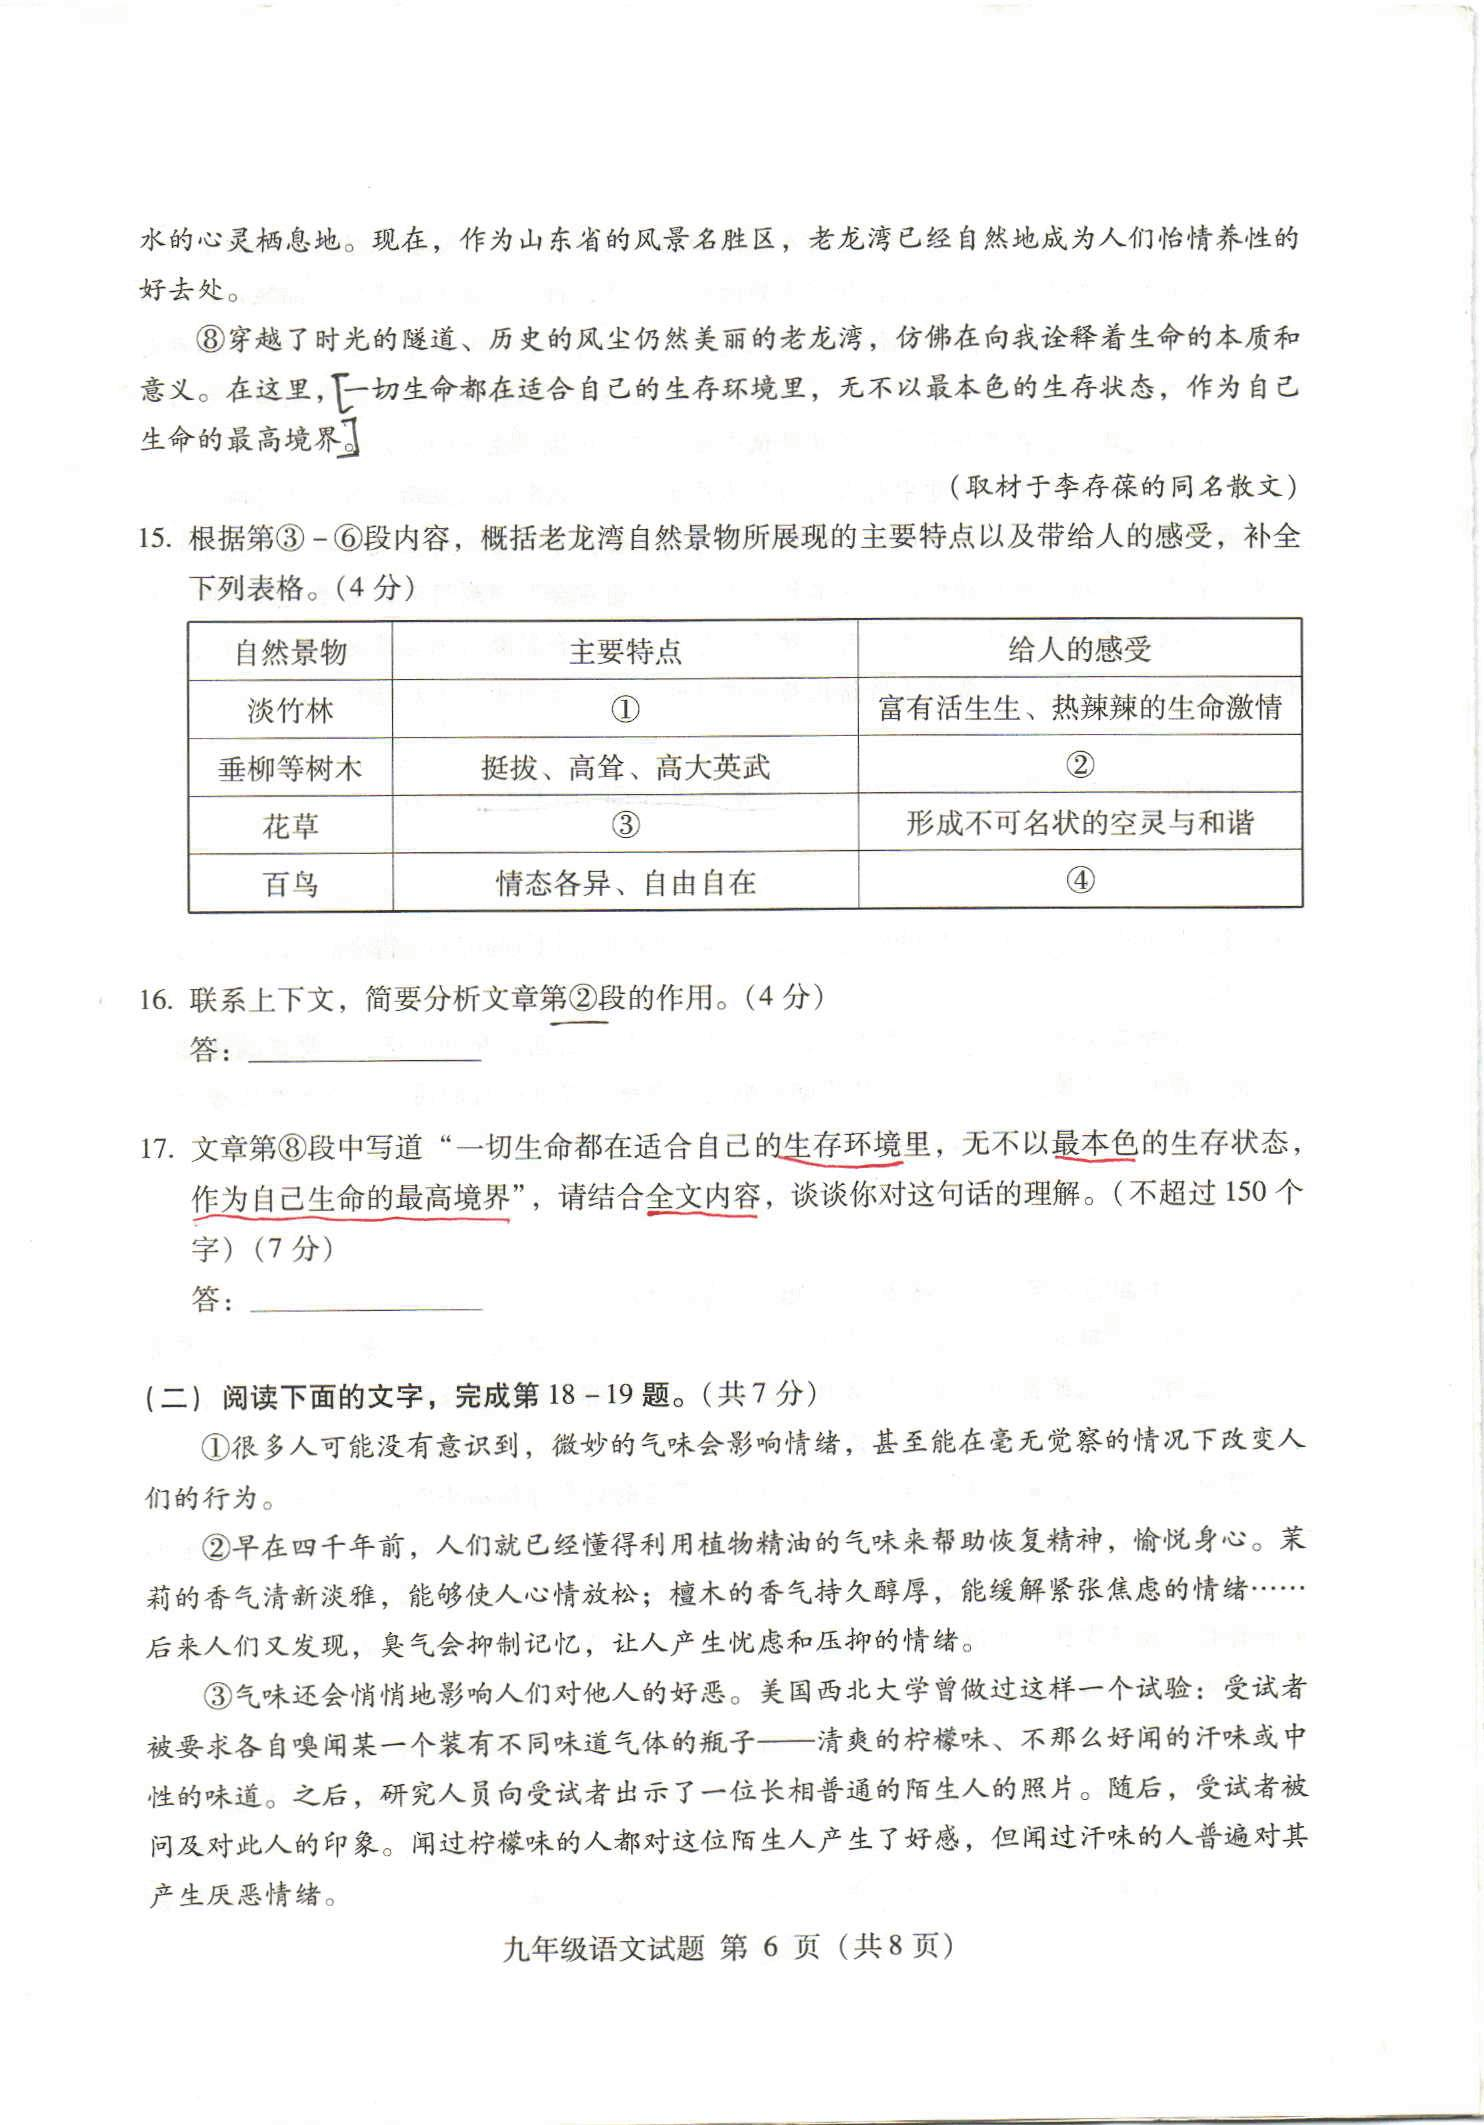 水的心灵栖息地。现在，作为山东省的风景名胜区，老龙湾已经自然地成为人们怡情养性的
好去处。
⑧穿越了时光的隧道、历史的风尘仍然美丽的老龙湾，仿佛在向我诠释着生命的本质和
意义。在这里，[一切生命都在适合自己的生存环境里，无不以最本色的生存状态，作为自己
生命的最高境界。]
（取材于李存葆的同名散文）
15. 根据第③－⑥段内容，概括老龙湾自然景物所展现的主要特点以及带给人的感受，补全
下列表格。（4 分）
自然景物 主要特点 给人的感受
淡竹林 ① 富有活生生、热辣辣的生命激情
垂柳等树木 挺拔、高耸、高大英武 ②
花草 ③ 形成不可名状的空灵与和谐
百鸟 情态各异、自由自在 ④
16. 联系上下文，简要分析文章第②段的作用。（4 分）
答：
17. 文章第⑧段中写道“一切生命都在适合自己的生存环境里，无不以最本色的生存状态，
作为自己生命的最高境界”，请结合全文内容，谈谈你对这句话的理解。（不超过 150 个
字）（7 分）
答：
（二）阅读下面的文字，完成第 18－19 题。（共 7 分）
①很多人可能没有意识到，微妙的气味会影响情绪，甚至能在毫无觉察的情况下改变人
们的行为。
②早在四千年前，人们就已经懂得利用植物精油的气味来帮助恢复精神，愉悦身心。茉
莉的香气清新淡雅，能够使人心情放松；檀木的香气持久醇厚，能缓解紧张焦虑的情绪……
后来人们又发现，臭气会抑制记忆，让人产生忧虑和压抑的情绪。
③气味还会悄悄地影响人们对他人的好恶。美国西北大学曾做过这样一个试验：受试者
被要求各自嗅闻某一个装有不同味道气体的瓶子——清爽的柠檬味、不那么好闻的汗味或中
性的味道。之后，研究人员向受试者出示了一位长相普通的陌生人的照片。随后，受试者被
问及对此人的印象。闻过柠檬味的人都对这位陌生人产生了好感，但闻过汗味的人普遍对其
产生厌恶情绪。
九年级语文试题 第 6 页（共 8 页）